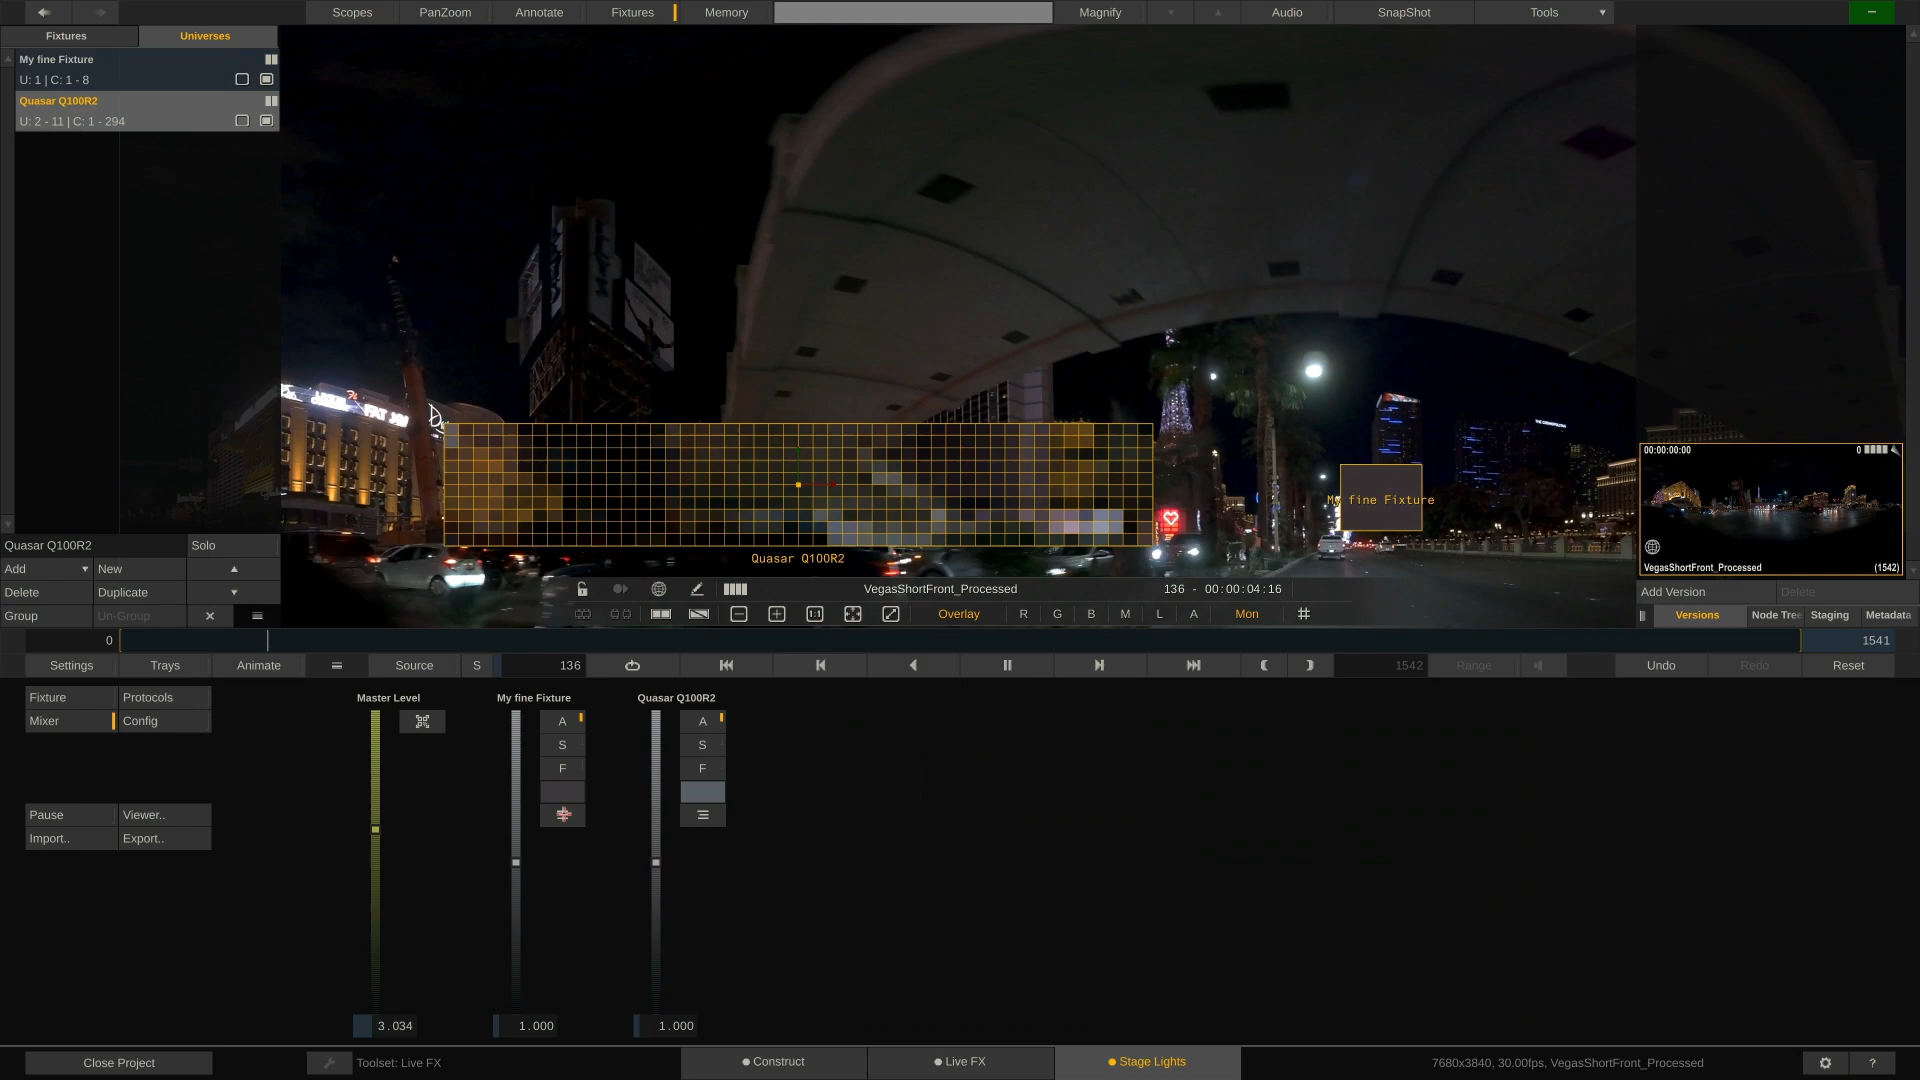 Scopes PanZoom Annotate Fixtures Memory Magnify Audio SnapShot Tools
Fixtures Universes
My fine Fixture
U: 1 | C: 1 - 8
Quasar Q100R2
U: 2 - 11 | C: 1 - 294
FAT
THE COSMOPOLITAN
My fine Fixture
Quasar Q100R2
00:00:00:00 0
VegasShortFront_Processed (1542)
Quasar Q100R2 Solo
Add New
Delete Duplicate
Group Un-Group
VegasShortFront_Processed 136 - 00:00:04:16
Overlay R G B M L A Mon
Add Version Delete
Versions Node Tree Staging Metadata
0 1541
Settings Trays Animate Source S 136 1542 Range Undo Redo Reset
Fixture Protocols
Mixer Config
Pause Viewer..
Import.. Export..
Master Level My fine Fixture Quasar Q100R2
A A
S S
F F
3.034 1.000 1.000
Close Project Toolset: Live FX Construct Live FX Stage Lights 7680x3840, 30.00fps, VegasShortFront_Processed ?